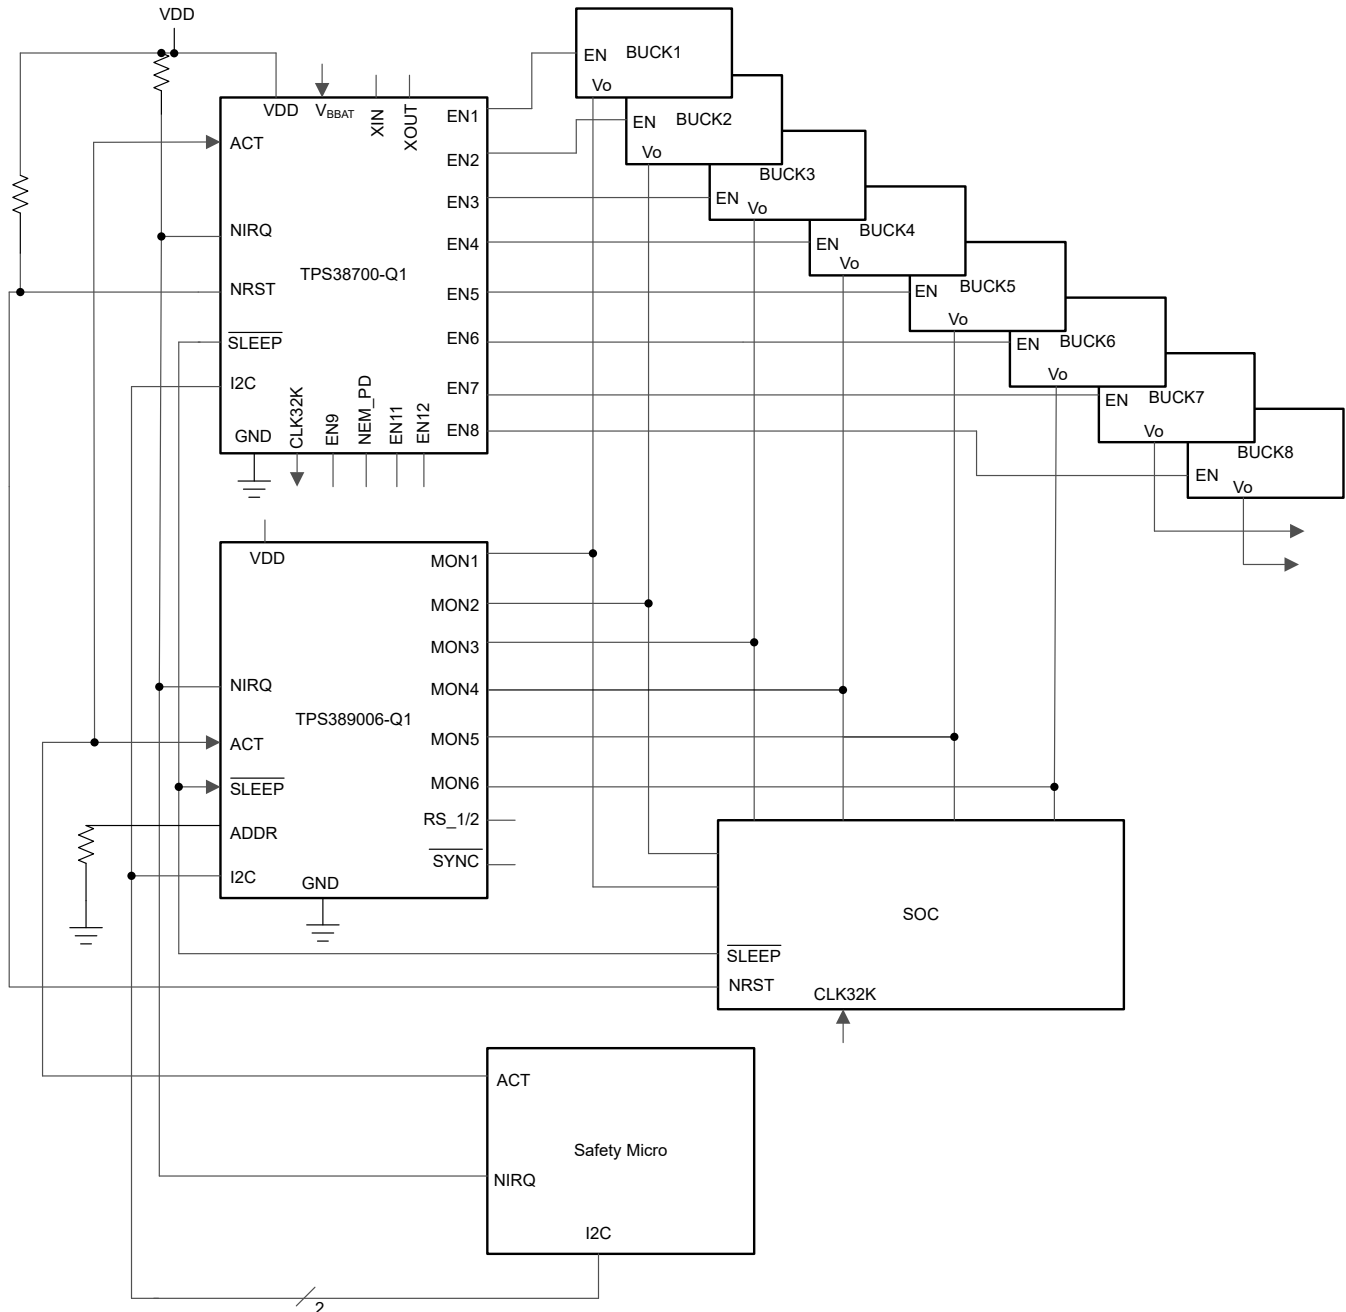 VDD
VDD
VBBAT
XIN
XOUT
ACT
NIRQ
NRST
SLEEP
I2C
GND
TPS38700-Q1
CLK32K
EN9
NEM_PD
EN11
EN12
EN1
EN2
EN3
EN4
EN5
EN6
EN7
EN8
EN
BUCK1
Vo
EN
BUCK2
Vo
EN
BUCK3
Vo
EN
BUCK4
Vo
EN
BUCK5
Vo
EN
BUCK6
Vo
EN
BUCK7
Vo
EN
BUCK8
Vo
VDD
NIRQ
ACT
SLEEP
ADDR
I2C
GND
TPS389006-Q1
MON1
MON2
MON3
MON4
MON5
MON6
RS_1/2
SYNC
SOC
SLEEP
NRST
CLK32K
ACT
Safety Micro
NIRQ
I2C
2